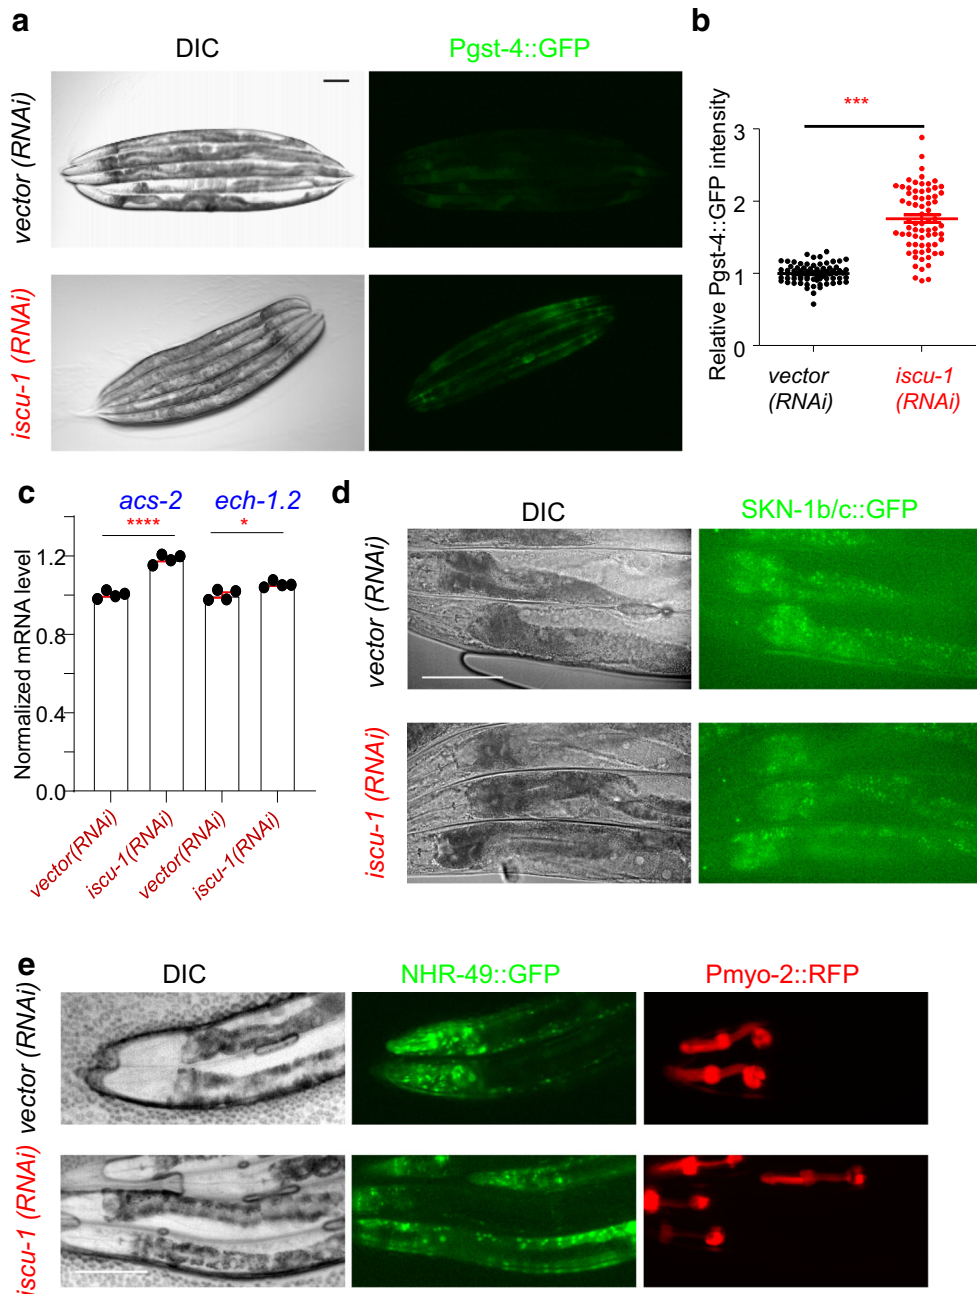 a
DIC
Pgst-4::GFP
vector (RNAi)
iscu-1 (RNAi)
b
***
Relative Pgst-4::GFP intensity
3
2
1
0
vector
(RNAi)
iscu-1
(RNAi)
c
acs-2
ech-1.2
****
*
Normalized mRNA level
1.2
0.8
0.4
0.0
vector(RNAi)
iscu-1(RNAi)
vector(RNAi)
iscu-1(RNAi)
d
DIC
SKN-1b/c::GFP
vector (RNAi)
iscu-1 (RNAi)
e
DIC
NHR-49::GFP
Pmyo-2::RFP
vector (RNAi)
iscu-1 (RNAi)